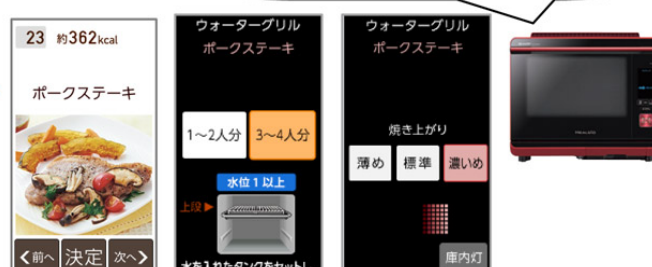 23 約362kcal
ポークステーキ
<前へ 決定 次へ>
ウォーターグリル
ポークステーキ
1〜2人分 3〜4人分
水位1以上
上段▶
水を入れたタンクをセットし
ウォーターグリル
ポークステーキ
焼き上がり
薄め 標準 濃いめ
庫内灯